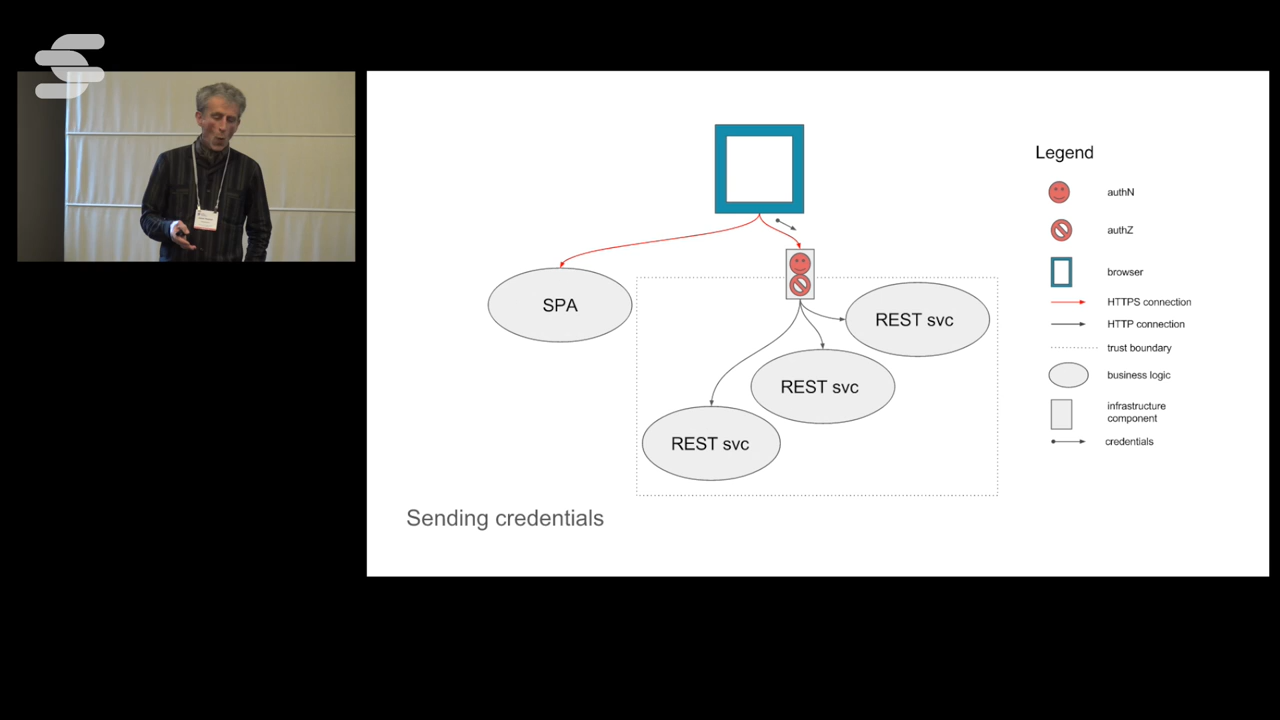 Legend
authN
authZ
browser
HTTPS connection
HTTP connection
trust boundary
business logic
infrastructure
component
credentials
SPA
REST svc
REST svc
REST svc
Sending credentials